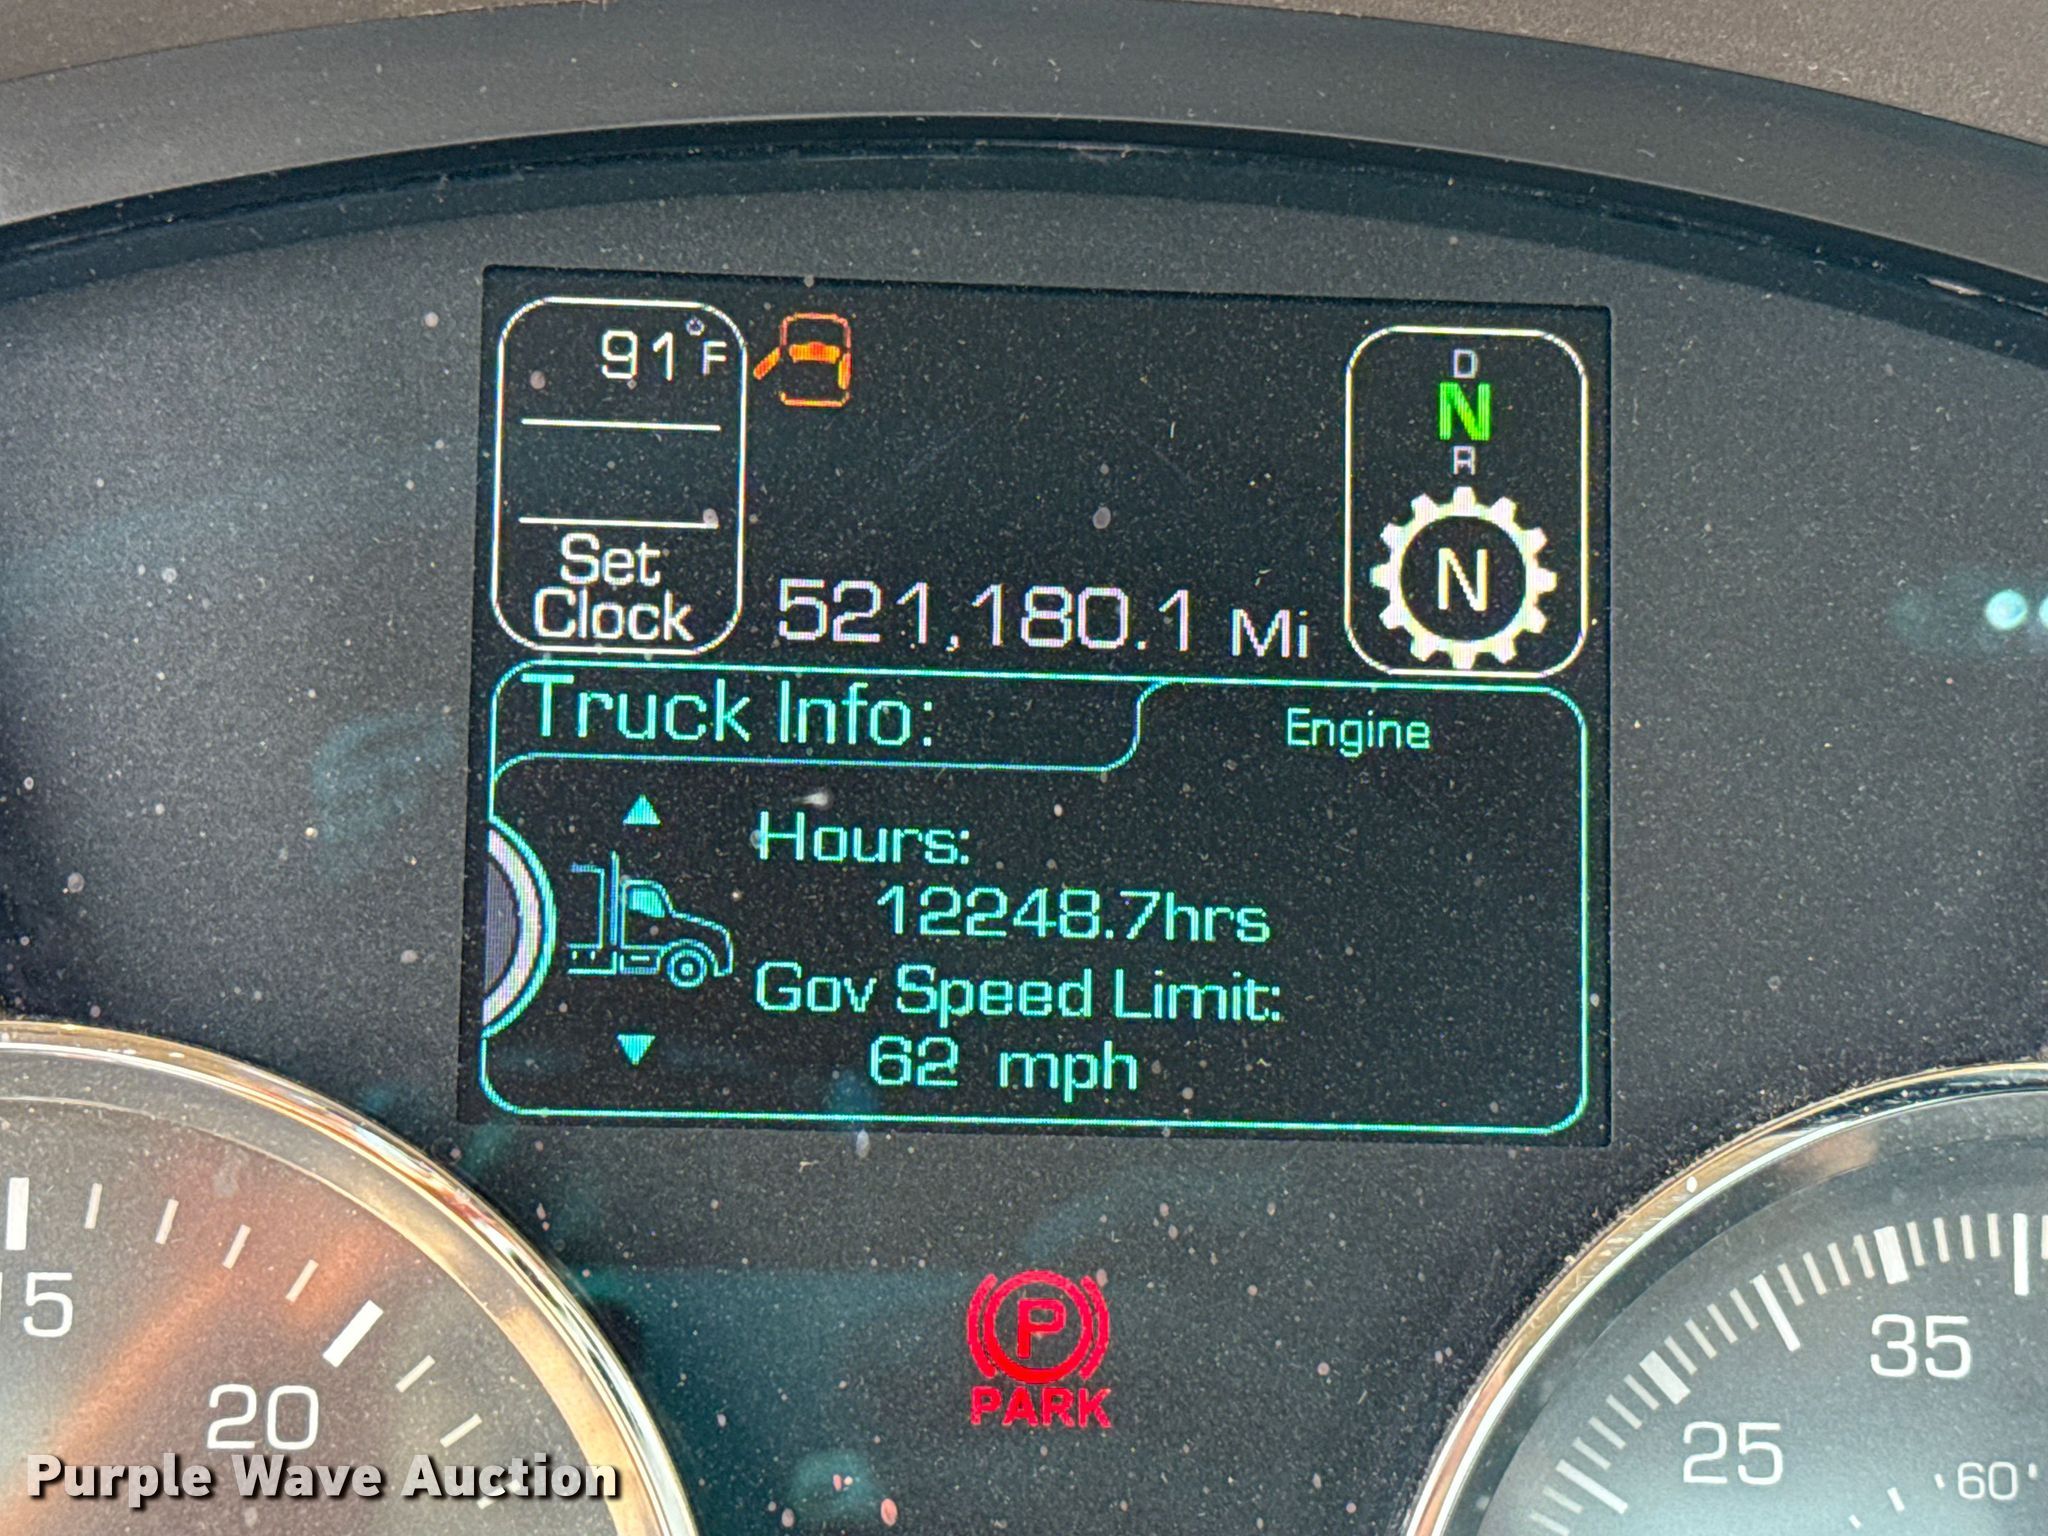 91°F
D
N
R
N
Set
Clock
521,180.1 Mi
Truck Info:
Engine
Hours:
12248.7hrs
Gov Speed Limit:
62 mph
P
PARK
15
20
25
35
60
Purple Wave Auction